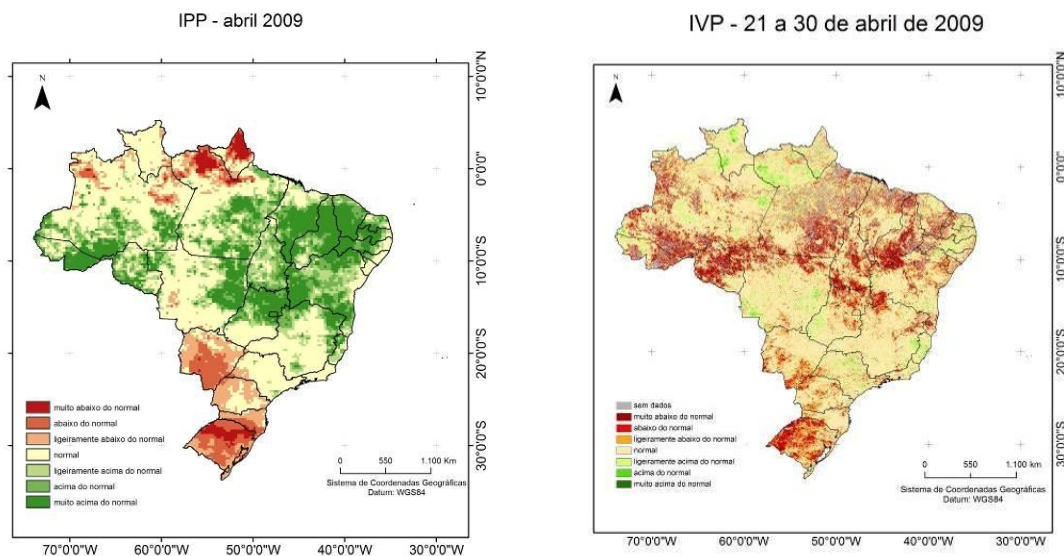 IPP - abril 2009
N
10°0'0"N
0°0'0"
10°0'0"S
20°0'0"S
30°0'0"S
muito abaixo do normal
abaixo do normal
ligeiramente abaixo do normal
normal
ligeiramente acima do normal
acima do normal
muito acima do normal
0 550 1.100 Km
Sistema de Coordenadas Geográficas
Datum: WGS84
70°0'0"W 60°0'0"W 50°0'0"W 40°0'0"W 30°0'0"W
IVP - 21 a 30 de abril de 2009
N
10°0'0"N
0°0'0"
10°0'0"S
20°0'0"S
30°0'0"S
sem dados
muito abaixo do normal
abaixo do normal
ligeiramente abaixo do normal
normal
ligeiramente acima do normal
acima do normal
muito acima do normal
0 550 1.100 Km
Sistema de Coordenadas Geográficas
Datum: WGS84
70°0'0"W 60°0'0"W 50°0'0"W 40°0'0"W 30°0'0"W